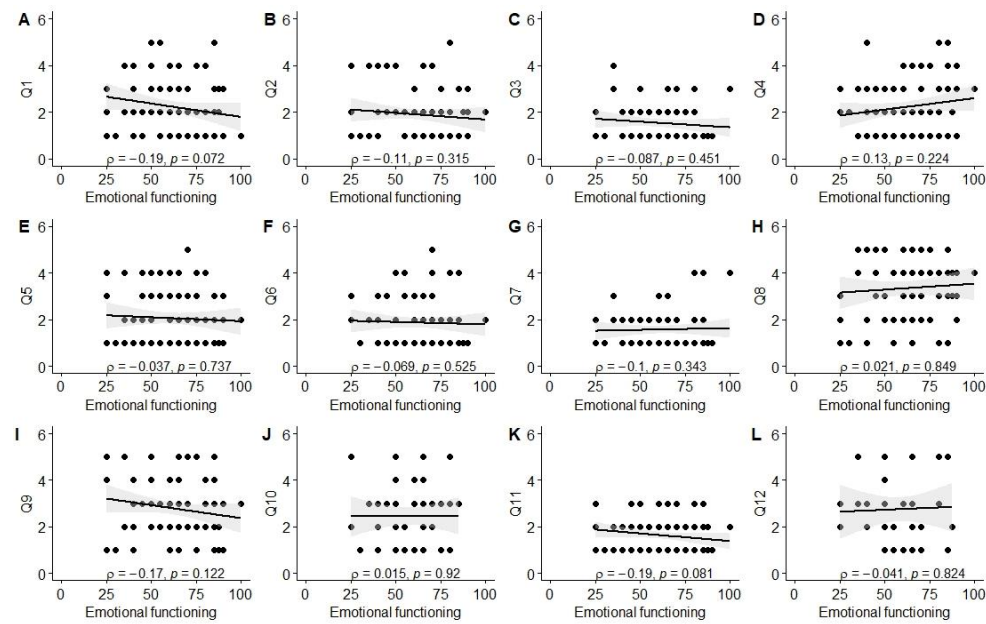 A
6
4
2
0
Q1
ρ = −0.19, p = 0.072
0 25 50 75 100
Emotional functioning
B
6
4
2
0
Q2
ρ = −0.11, p = 0.315
0 25 50 75 100
Emotional functioning
C
6
4
2
0
Q3
ρ = −0.087, p = 0.451
0 25 50 75 100
Emotional functioning
D
6
4
2
0
Q4
ρ = 0.13, p = 0.224
0 25 50 75 100
Emotional functioning
E
6
4
2
0
Q5
ρ = −0.037, p = 0.737
0 25 50 75 100
Emotional functioning
F
6
4
2
0
Q6
ρ = −0.069, p = 0.525
0 25 50 75 100
Emotional functioning
G
6
4
2
0
Q7
ρ = −0.1, p = 0.343
0 25 50 75 100
Emotional functioning
H
6
4
2
0
Q8
ρ = 0.021, p = 0.849
0 25 50 75 100
Emotional functioning
I
6
4
2
0
Q9
ρ = −0.17, p = 0.122
0 25 50 75 100
Emotional functioning
J
6
4
2
0
Q10
ρ = 0.015, p = 0.92
0 25 50 75 100
Emotional functioning
K
6
4
2
0
Q11
ρ = −0.19, p = 0.081
0 25 50 75 100
Emotional functioning
L
6
4
2
0
Q12
ρ = −0.041, p = 0.824
0 25 50 75 100
Emotional functioning